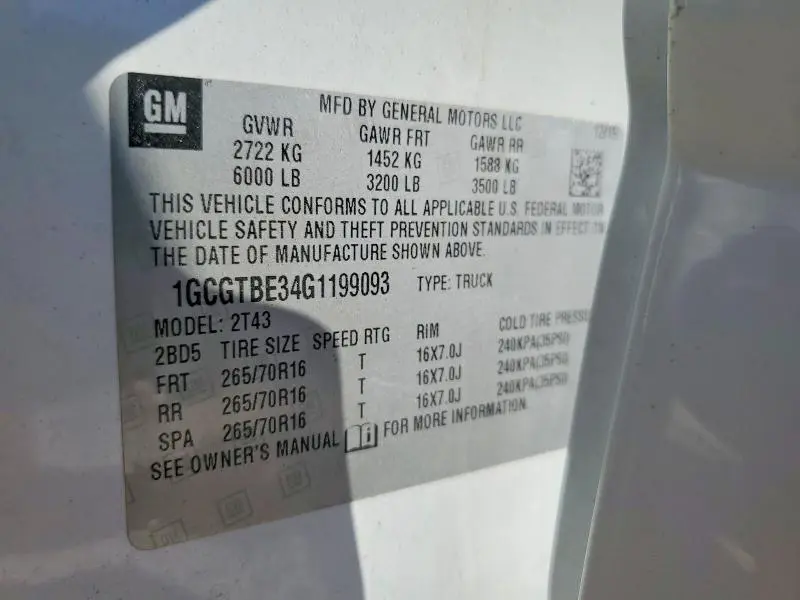 GM
MFD BY GENERAL MOTORS LLC
GVWR GAWR FRT GAWR RR
2722 KG 1452 KG 1588 KG
6000 LB 3200 LB 3500 LB
THIS VEHICLE CONFORMS TO ALL APPLICABLE U.S. FEDERAL MOTOR
VEHICLE SAFETY AND THEFT PREVENTION STANDARDS IN EFFECT ON
THE DATE OF MANUFACTURE SHOWN ABOVE.
1GCGTBE34G1199093 TYPE: TRUCK
MODEL: 2T43
2BD5 TIRE SIZE SPEED RTG RIM COLD TIRE PRESSURE
FRT 265/70R16 T 16X7.0J 240KPA(35PSI)
RR 265/70R16 T 16X7.0J 240KPA(35PSI)
SPA 265/70R16 T 16X7.0J 240KPA(35PSI)
SEE OWNER'S MANUAL FOR MORE INFORMATION.